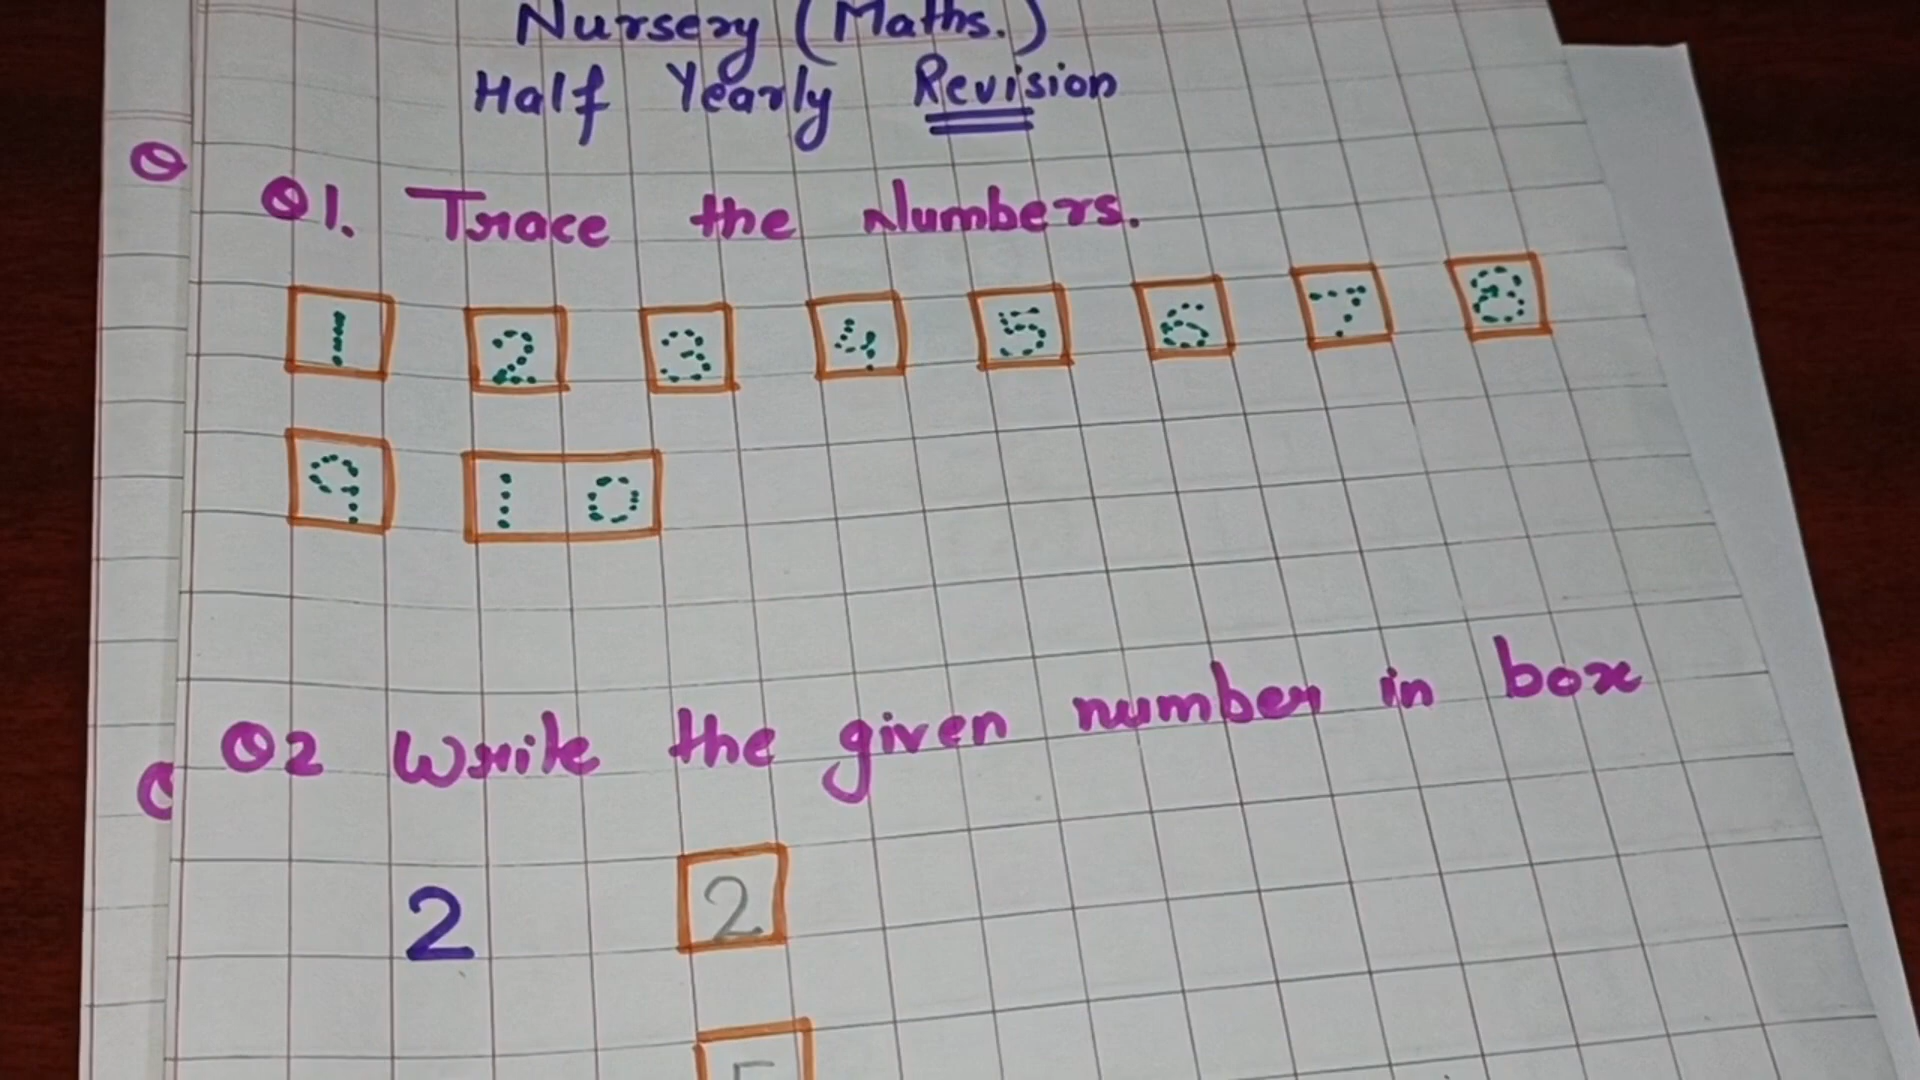 Nursery (Maths.)
Half Yearly Revision
Q1. Trace the Numbers.
1 2 3 4 5 6 7 8
9 10
Q2 Write the given number in box
2 2